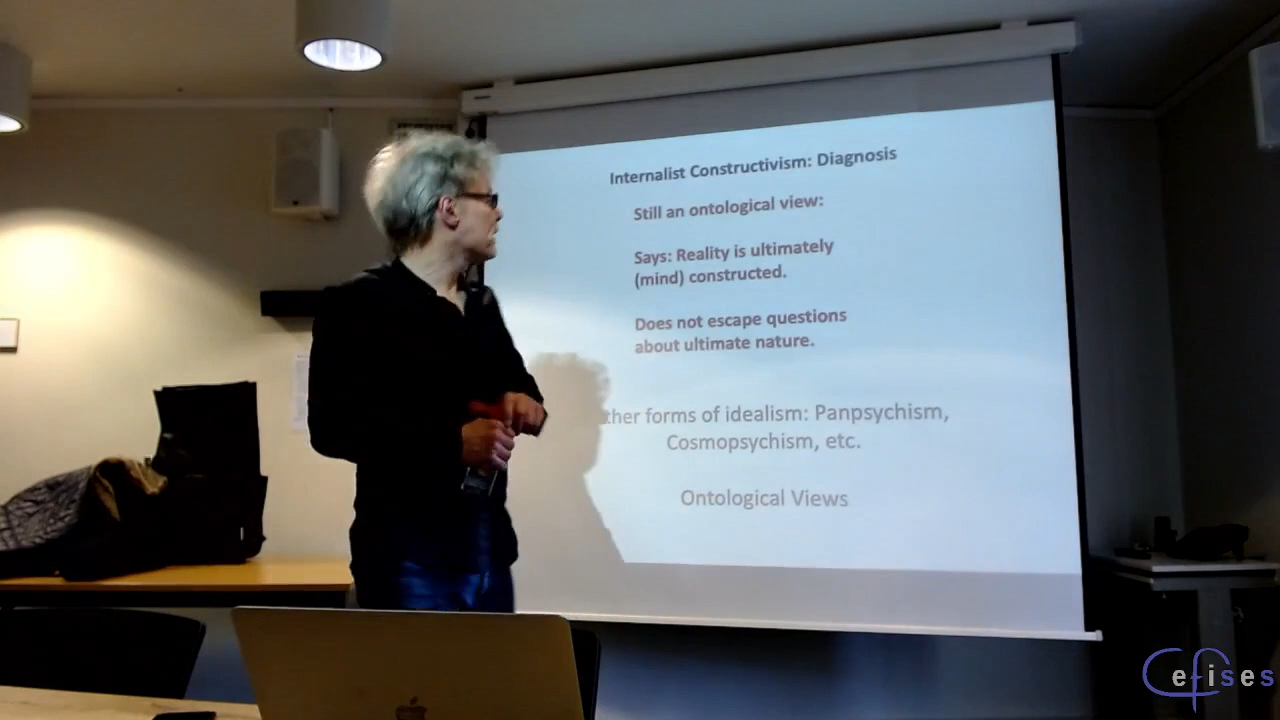 Internalist Constructivism: Diagnosis
Still an ontological view:
Says: Reality is ultimately
(mind) constructed.
Does not escape questions
about ultimate nature.
ther forms of idealism: Panpsychism,
Cosmopsychism, etc.
Ontological Views
Cefises